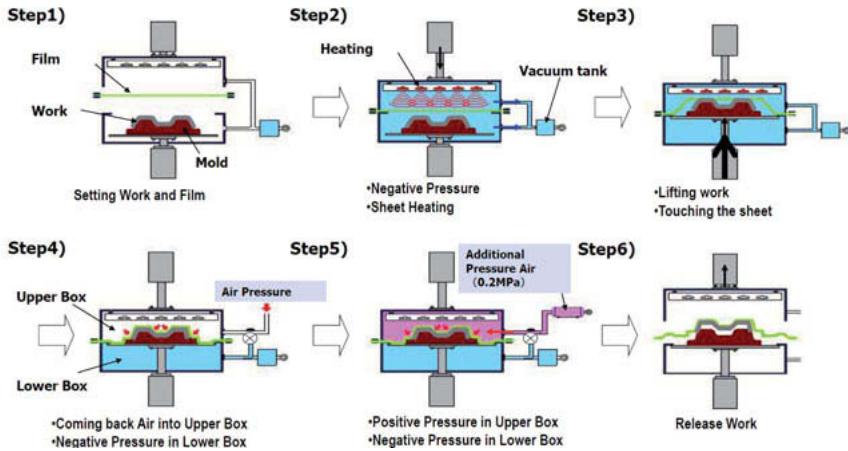 Step1)
Film
Work
Mold
Setting Work and Film
Step2)
Heating
Vacuum tank
•Negative Pressure
•Sheet Heating
Step3)
•Lifting work
•Touching the sheet
Step4)
Air Pressure
Upper Box
Lower Box
•Coming back Air into Upper Box
•Negative Pressure in Lower Box
Step5)
Additional
Pressure Air
(0.2MPa)
•Positive Pressure in Upper Box
•Negative Pressure in Lower Box
Step6)
Release Work